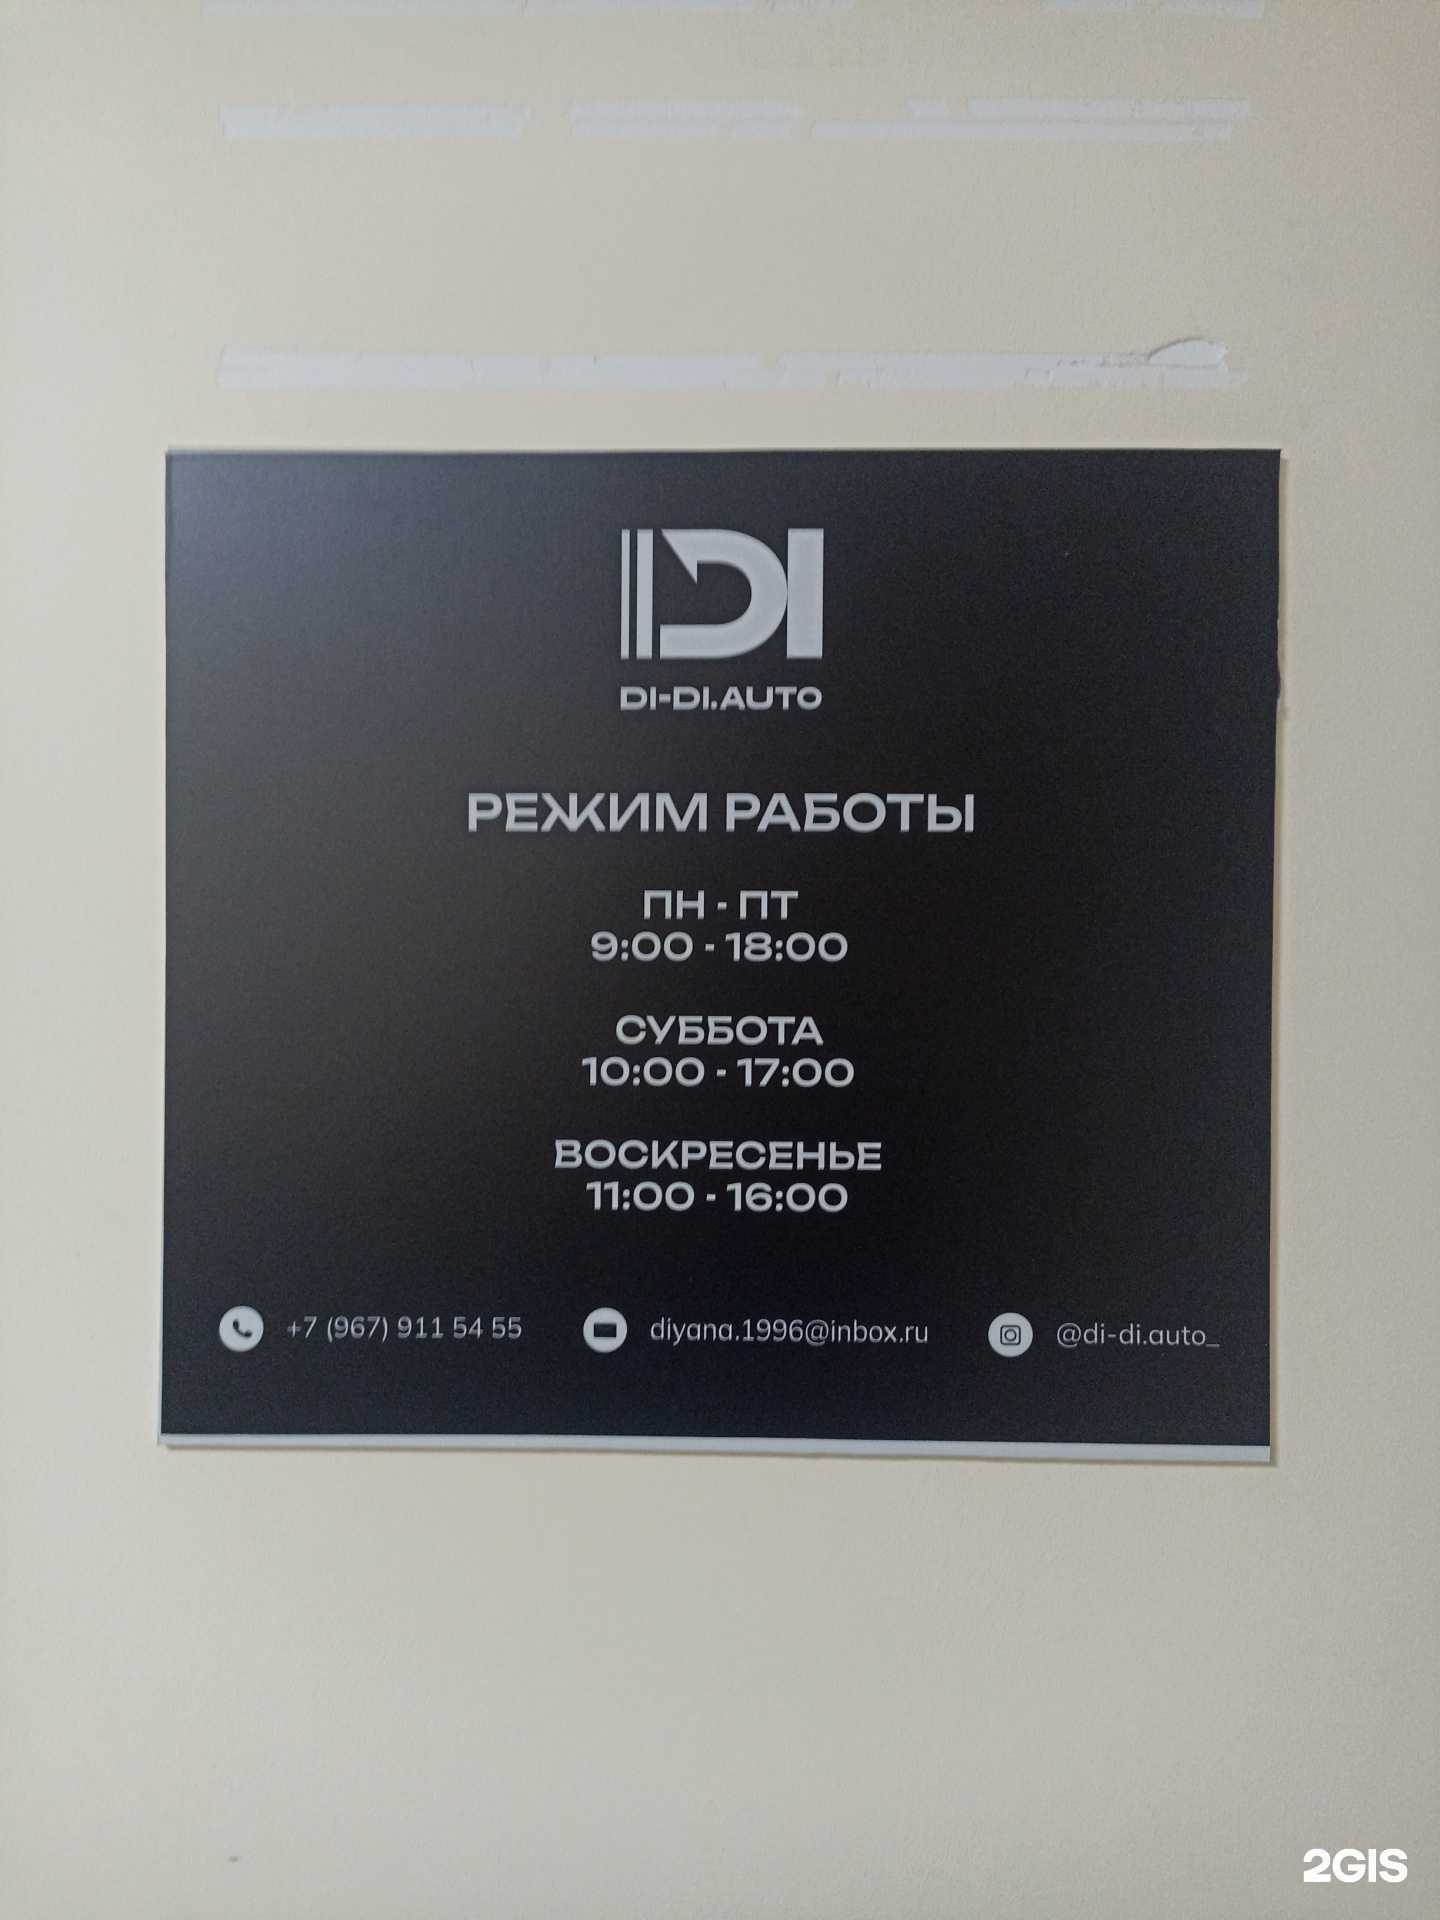 DI
DI-DI.AUTO
РЕЖИМ РАБОТЫ
ПН - ПТ
9:00 - 18:00
СУББОТА
10:00 - 17:00
ВОСКРЕСЕНЬЕ
11:00 - 16:00
+7 (967) 911 54 55
diyana.1996@inbox.ru
@di-di.auto_
2GIS